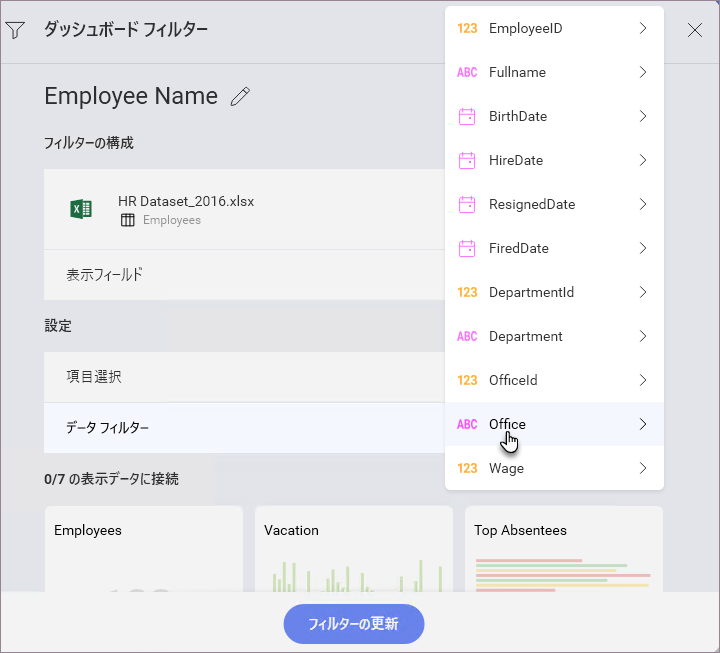 ダッシュボード フィルター
Employee Name
フィルターの構成
HR Dataset_2016.xlsx
Employees
表示フィールド
設定
項目選択
データ フィルター
0/7 の表示データに接続
Employees
Vacation
Top Absentees
フィルターの更新
123 EmployeeID
ABC Fullname
BirthDate
HireDate
ResignedDate
FiredDate
123 DepartmentId
ABC Department
123 OfficeId
ABC Office
123 Wage